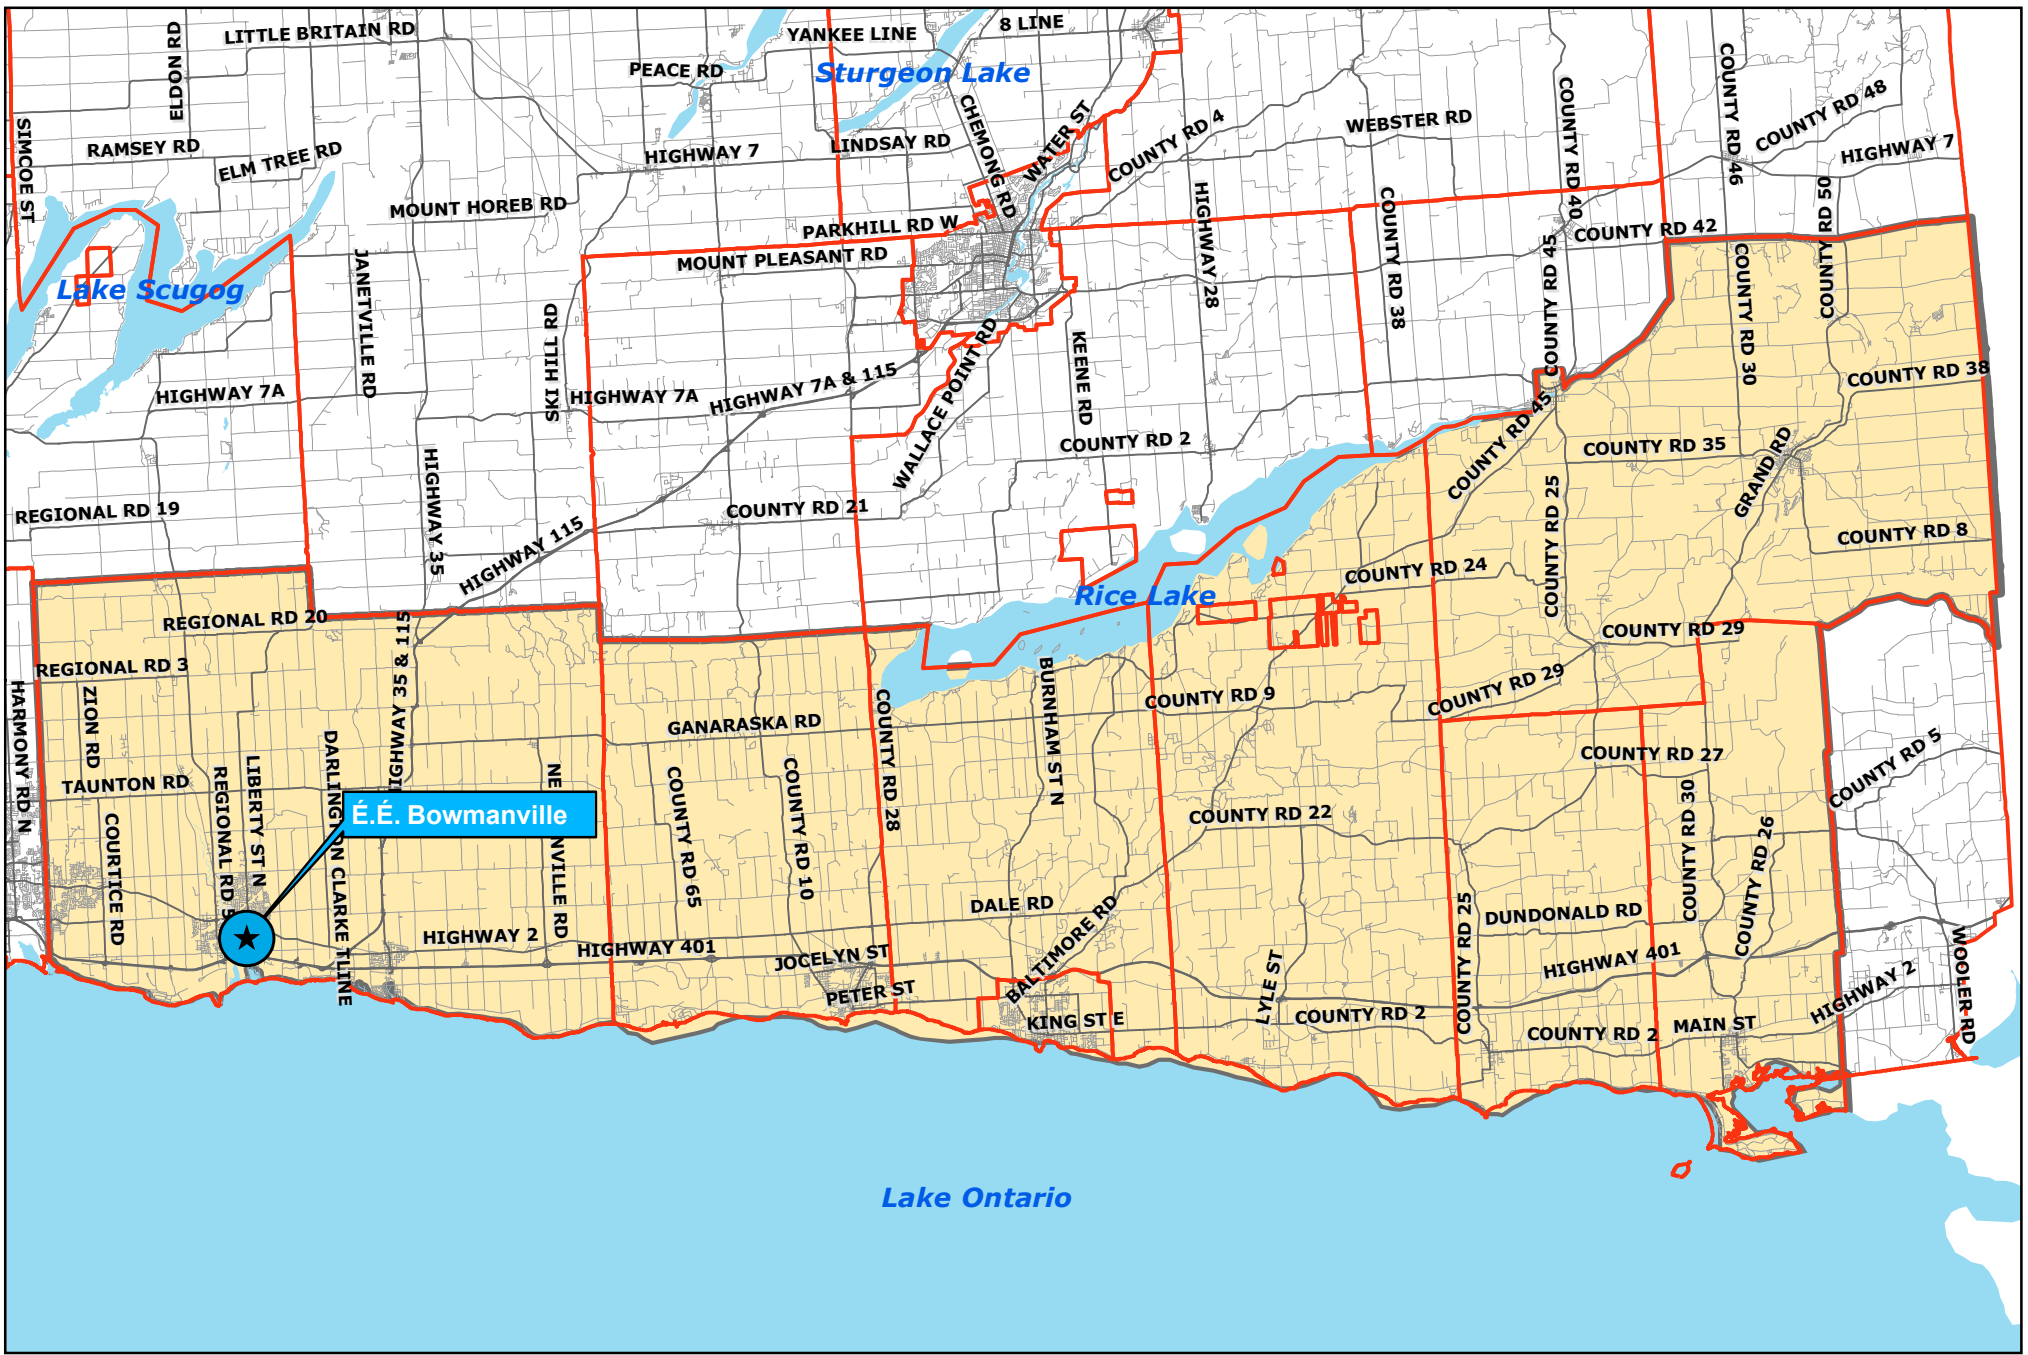 LITTLE BRITAIN RD
YANKEE LINE
8 LINE
ELDON RD
PEACE RD
Sturgeon Lake
COUNTY RD 46
COUNTY RD 48
COUNTY RD 40
CHEMONG RD
WATER ST
COUNTY RD 4
WEBSTER RD
SIMCOE ST
RAMSEY RD
ELM TREE RD
HIGHWAY 7
LINDSAY RD
HIGHWAY 7
MOUNT HOREB RD
PARKHILL RD W
HIGHWAY 28
COUNTY RD 38
COUNTY RD 42
COUNTY RD 50
MOUNT PLEASANT RD
JANETVILLE RD
Lake Scugog
COUNTY RD 45
COUNTY RD 30
SKI HILL RD
WALLACE POINT RD
KEENE RD
HIGHWAY 7A
HIGHWAY 7A
HIGHWAY 7A & 115
COUNTY RD 38
COUNTY RD 45
COUNTY RD 2
COUNTY RD 35
GRAND RD
HIGHWAY 35
COUNTY RD 25
REGIONAL RD 19
COUNTY RD 21
HIGHWAY 115
COUNTY RD 8
COUNTY RD 24
Rice Lake
REGIONAL RD 20
HIGHWAY 35 & 115
COUNTY RD 29
REGIONAL RD 3
HARMONY RD N
ZION RD
BURNHAM ST N
COUNTY RD 9
COUNTY RD 29
COUNTY RD 28
GANARASKA RD
COUNTY RD 27
COUNTY RD 5
TAUNTON RD
REGIONAL RD 5
LIBERTY ST N
DARLINGTON CLARKE TLINE
NE
NVILLE RD
COUNTY RD 65
COUNTY RD 10
É.É. Bowmanville
COUNTY RD 22
COUNTY RD 30
COUNTY RD 26
COURTICE RD
DALE RD
BALTIMORE RD
COUNTY RD 25
DUNDONALD RD
HIGHWAY 2
HIGHWAY 401
JOCELYN ST
LYLE ST
HIGHWAY 401
HIGHWAY 2
WOOLER RD
PETER ST
KING ST E
COUNTY RD 2
COUNTY RD 2
MAIN ST
Lake Ontario